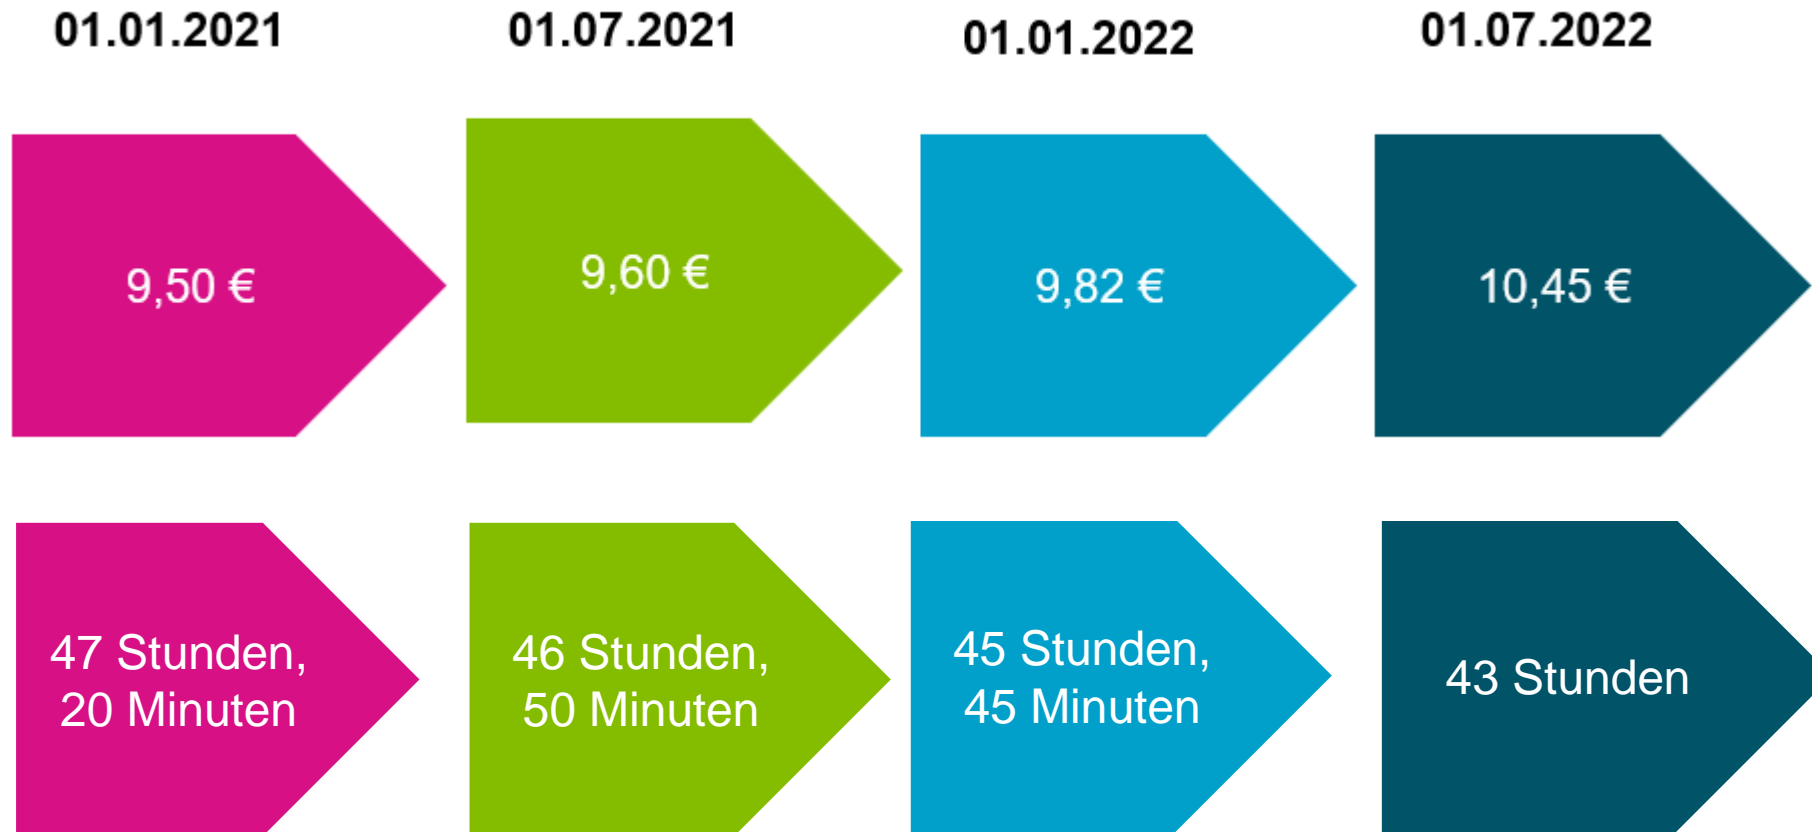 01.01.2021
01.07.2021
01.01.2022
01.07.2022
9,50 €
9,60 €
9,82 €
10,45 €
47 Stunden,
20 Minuten
46 Stunden,
50 Minuten
45 Stunden,
45 Minuten
43 Stunden